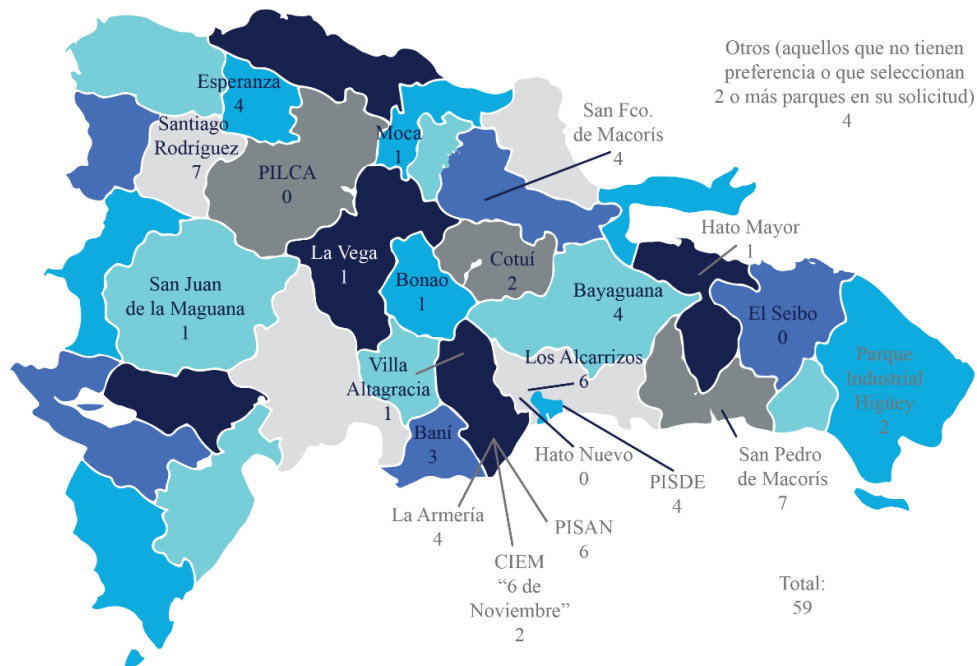 Otros (aquellos que no tienen
preferencia o que seleccionan
2 o más parques en su solicitud)
4
Esperanza
4
Santiago
Rodríguez
7
PILCA
0
Moca
1
San Fco.
de Macorís
4
Hato Mayor
1
La Vega
1
Bonao
1
Cotuí
2
San Juan
de la Maguana
1
Bayaguana
4
El Seibo
0
Villa
Altagracia
1
Los Alcarrizos
6
Parque
Industrial
Higüey
2
Baní
3
Hato Nuevo
0
PISDE
4
San Pedro
de Macorís
7
La Armería
4
PISAN
6
CIEM
“6 de
Noviembre”
2
Total:
59